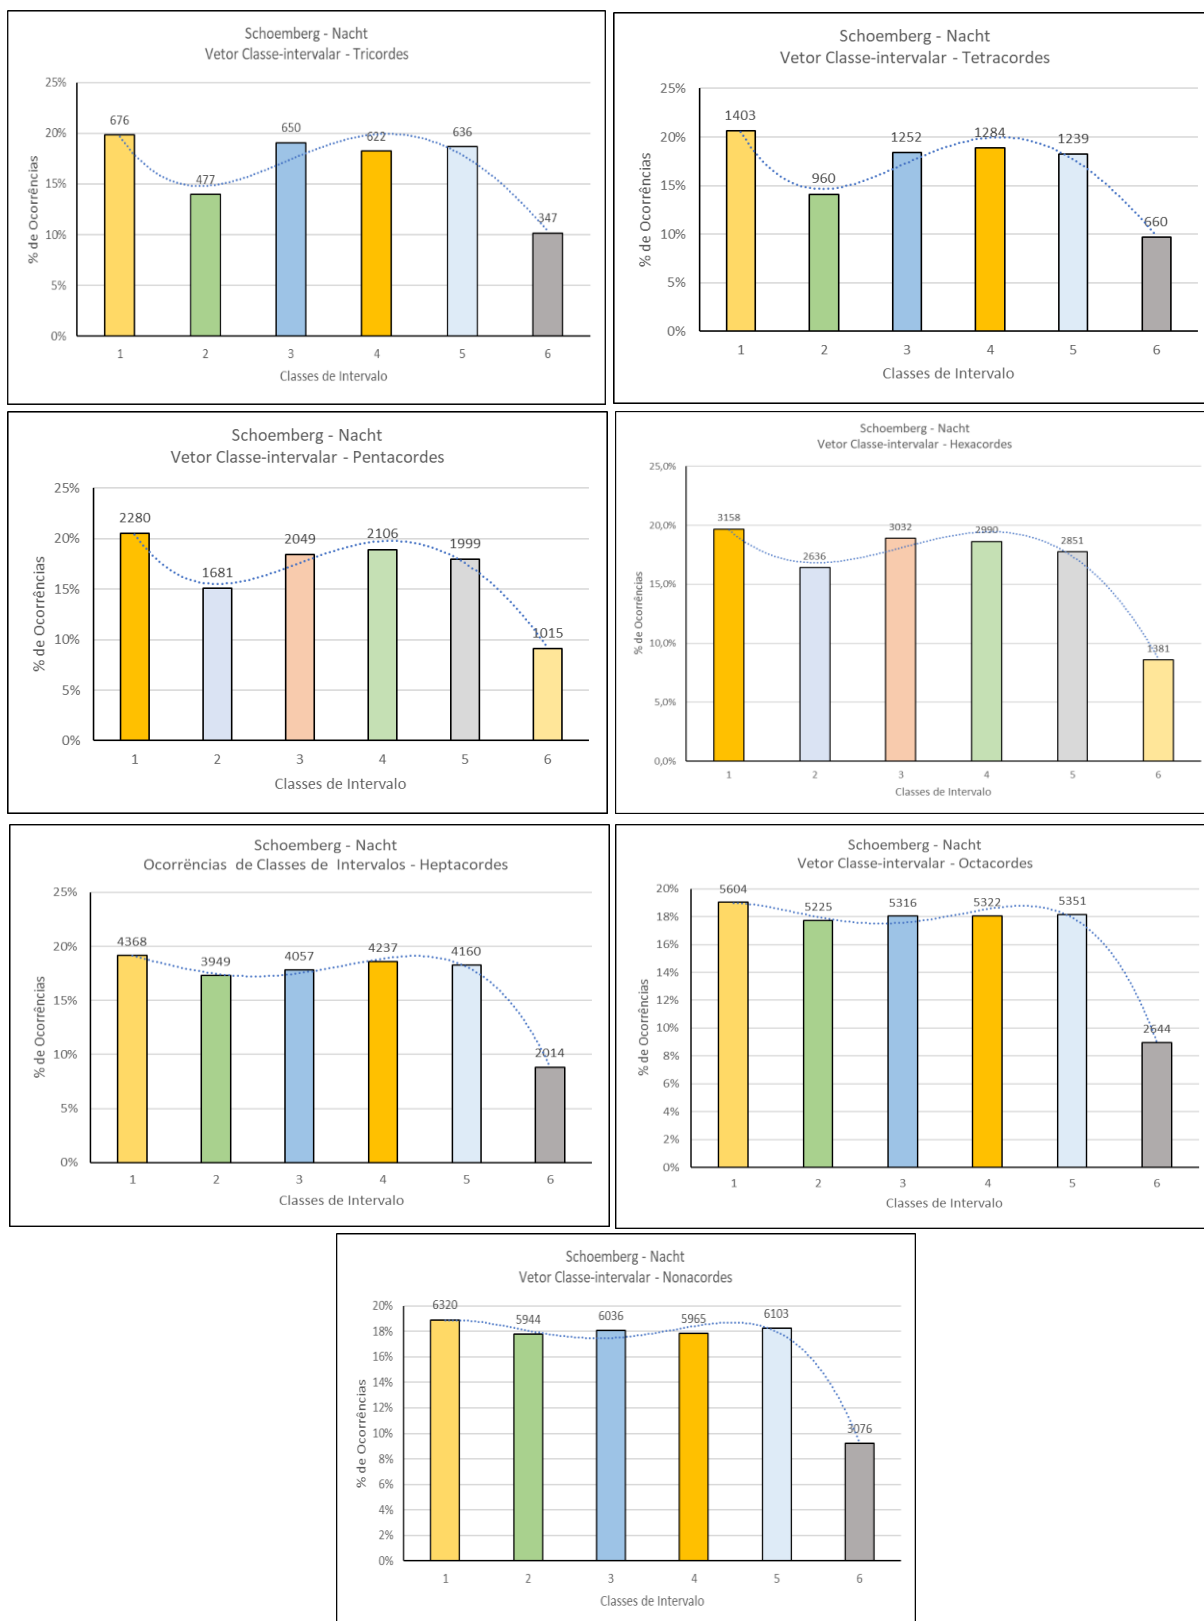 Schoemberg - Nacht
Vetor Classe-intervalar - Tricordes
25%
20%
15%
10%
5%
0%
% de Ocorrências
676
477
650
622
636
347
1 2 3 4 5 6
Classes de Intervalo
Schoemberg - Nacht
Vetor Classe-intervalar - Tetracordes
25%
20%
15%
10%
5%
0%
% de Ocorrências
1403
960
1252
1284
1239
660
1 2 3 4 5 6
Classes de Intervalo
Schoemberg - Nacht
Vetor Classe-intervalar - Pentacordes
25%
20%
15%
10%
5%
0%
% de Ocorrências
2280
1681
2049
2106
1999
1015
1 2 3 4 5 6
Classes de Intervalo
Schoemberg - Nacht
Vetor Classe-intervalar - Hexacordes
25,0%
20,0%
15,0%
10,0%
5,0%
0,0%
% de Ocorrências
3158
2636
3032
2990
2851
1381
1 2 3 4 5 6
Classes de Intervalo
Schoemberg - Nacht
Ocorrëncias de Classes de Intervalos - Heptacordes
25%
20%
15%
10%
5%
0%
% de Ocorrências
4368
3949
4057
4237
4160
2014
1 2 3 4 5 6
Classes de Intervalo
Schoemberg - Nacht
Vetor Classe-intervalar - Octacordes
20%
18%
16%
14%
12%
10%
8%
6%
4%
2%
0%
% de Ocorrências
5604
5225
5316
5322
5351
2644
1 2 3 4 5 6
Classes de Intervalo
Schoemberg - Nacht
Vetor Classe-intervalar - Nonacordes
20%
18%
16%
14%
12%
10%
8%
6%
4%
2%
0%
% de Ocorrências
6320
5944
6036
5965
6103
3076
1 2 3 4 5 6
Classes de Intervalo